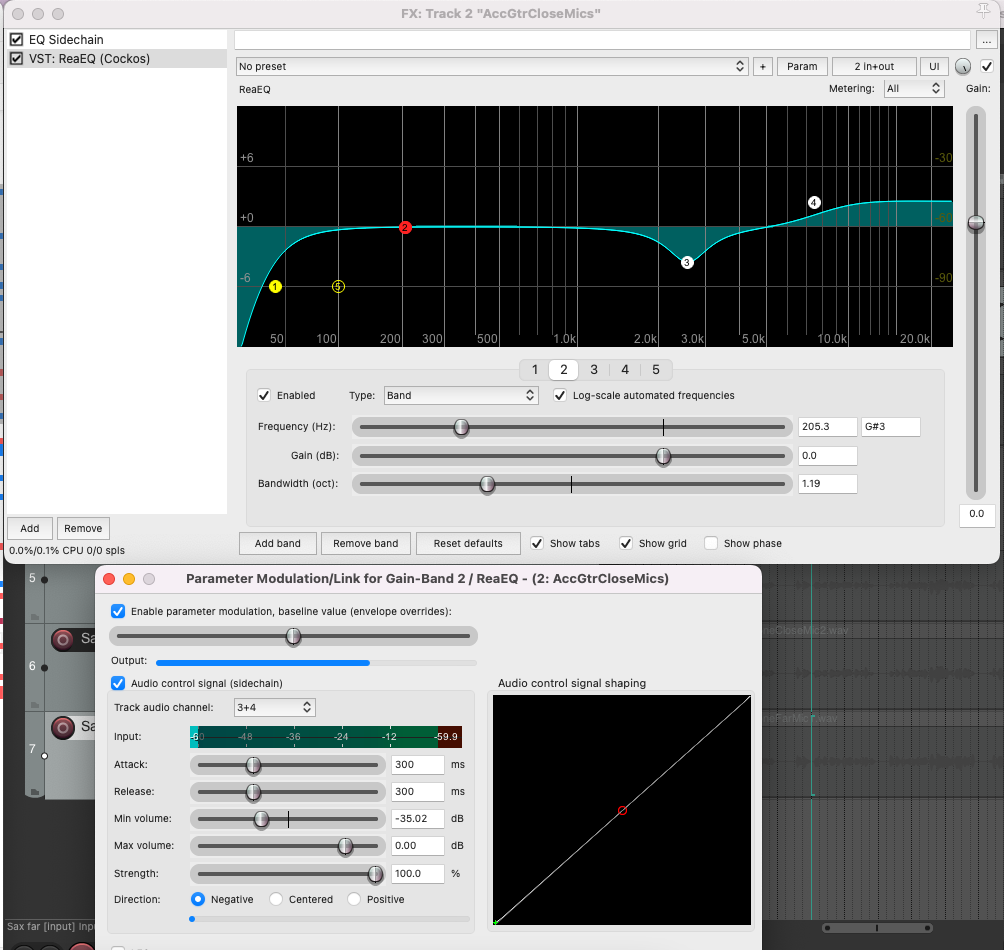 FX: Track 2 "AccGtrCloseMics"
EQ Sidechain
VST: ReaEQ (Cockos)
...
No preset + Param 2 in+out UI
ReaEQ Metering: All Gain:
+6 -30
+0 -60
-6 -90
1 2 3 4 5
50 100 200 300 500 1.0k 2.0k 3.0k 5.0k 10.0k 20.0k
1 2 3 4 5
Enabled Type: Band Log-scale automated frequencies
Frequency (Hz): 205.3 G#3
Gain (dB): 0.0
Bandwidth (oct): 1.19
0.0
Add Remove
Add band Remove band Reset defaults Show tabs Show grid Show phase
0.0%/0.1% CPU 0/0 spls
5
Parameter Modulation/Link for Gain-Band 2 / ReaEQ - (2: AccGtrCloseMics)
Enable parameter modulation, baseline value (envelope overrides):
Sa
6
Output:
Audio control signal (sidechain) Audio control signal shaping
Track audio channel: 3+4
Sa
7
Input: -60 -48 -36 -24 -12 -59.9
Attack: 300 ms
Release: 300 ms
Min volume: -35.02 dB
Max volume: 0.00 dB
Strength: 100.0 %
Direction: Negative Centered Positive
Sax far [Input] Inpu